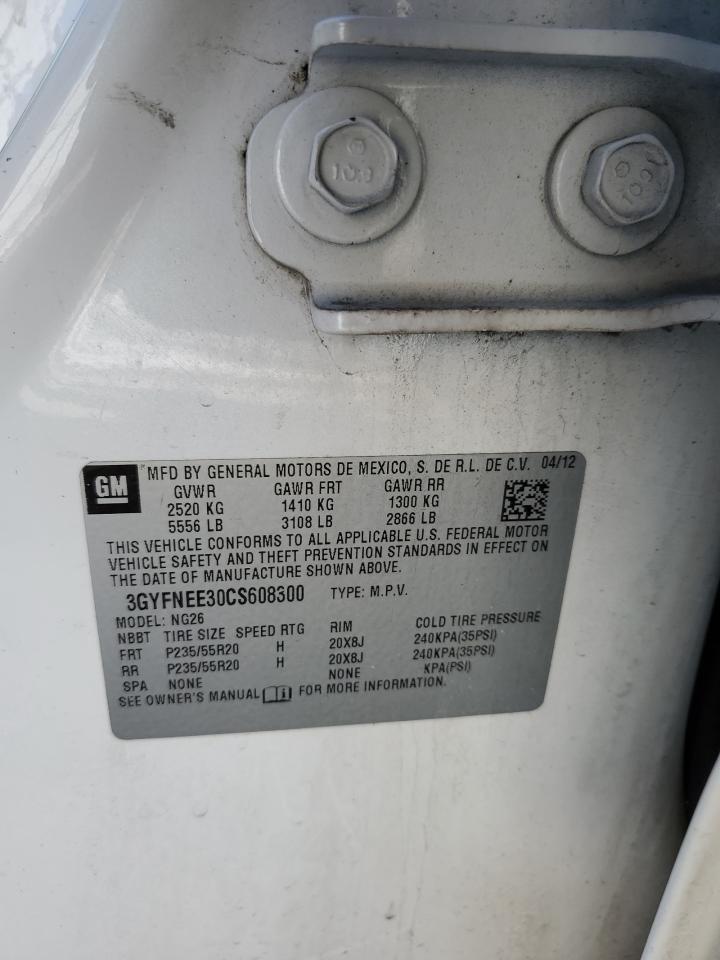 10.9
10.9
GM
MFD BY GENERAL MOTORS DE MEXICO, S. DE R.L. DE C.V. 04/12
GVWR GAWR FRT GAWR RR
2520 KG 1410 KG 1300 KG
5556 LB 3108 LB 2866 LB
THIS VEHICLE CONFORMS TO ALL APPLICABLE U.S. FEDERAL MOTOR
VEHICLE SAFETY AND THEFT PREVENTION STANDARDS IN EFFECT ON
THE DATE OF MANUFACTURE SHOWN ABOVE.
3GYFNEE30CS608300 TYPE: M.P.V.
MODEL: NG26
NBBT TIRE SIZE SPEED RTG RIM COLD TIRE PRESSURE
FRT P235/55R20 H 20X8J 240KPA(35PSI)
RR P235/55R20 H 20X8J 240KPA(35PSI)
SPA NONE NONE KPA(PSI)
SEE OWNER'S MANUAL FOR MORE INFORMATION.